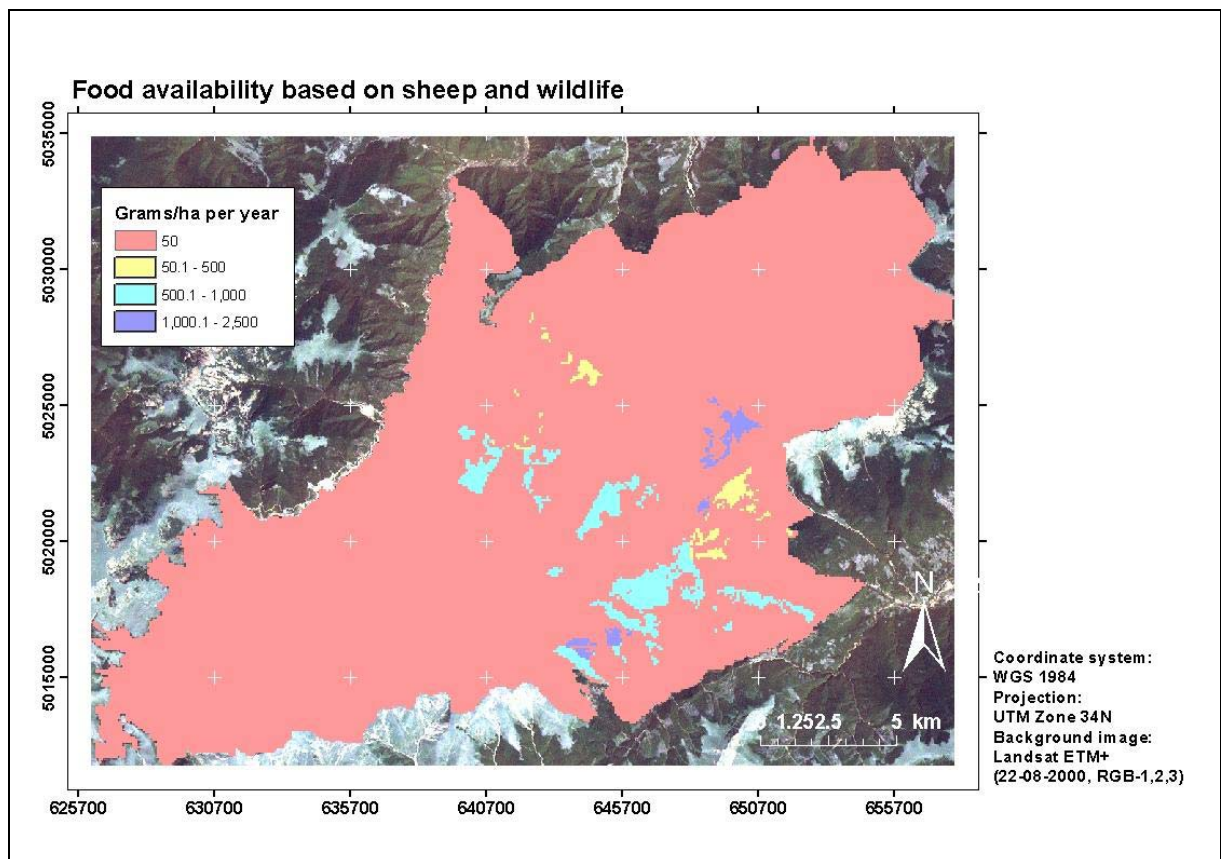 Food availability based on sheep and wildlife
5035000
5030000
5025000
5020000
5015000
Grams/ha per year
50
50.1 - 500
500.1 - 1,000
1,000.1 - 2,500
N
0 1.252.5 5 km
625700 630700 635700 640700 645700 650700 655700
Coordinate system:
WGS 1984
Projection:
UTM Zone 34N
Background image:
Landsat ETM+
(22-08-2000, RGB-1,2,3)